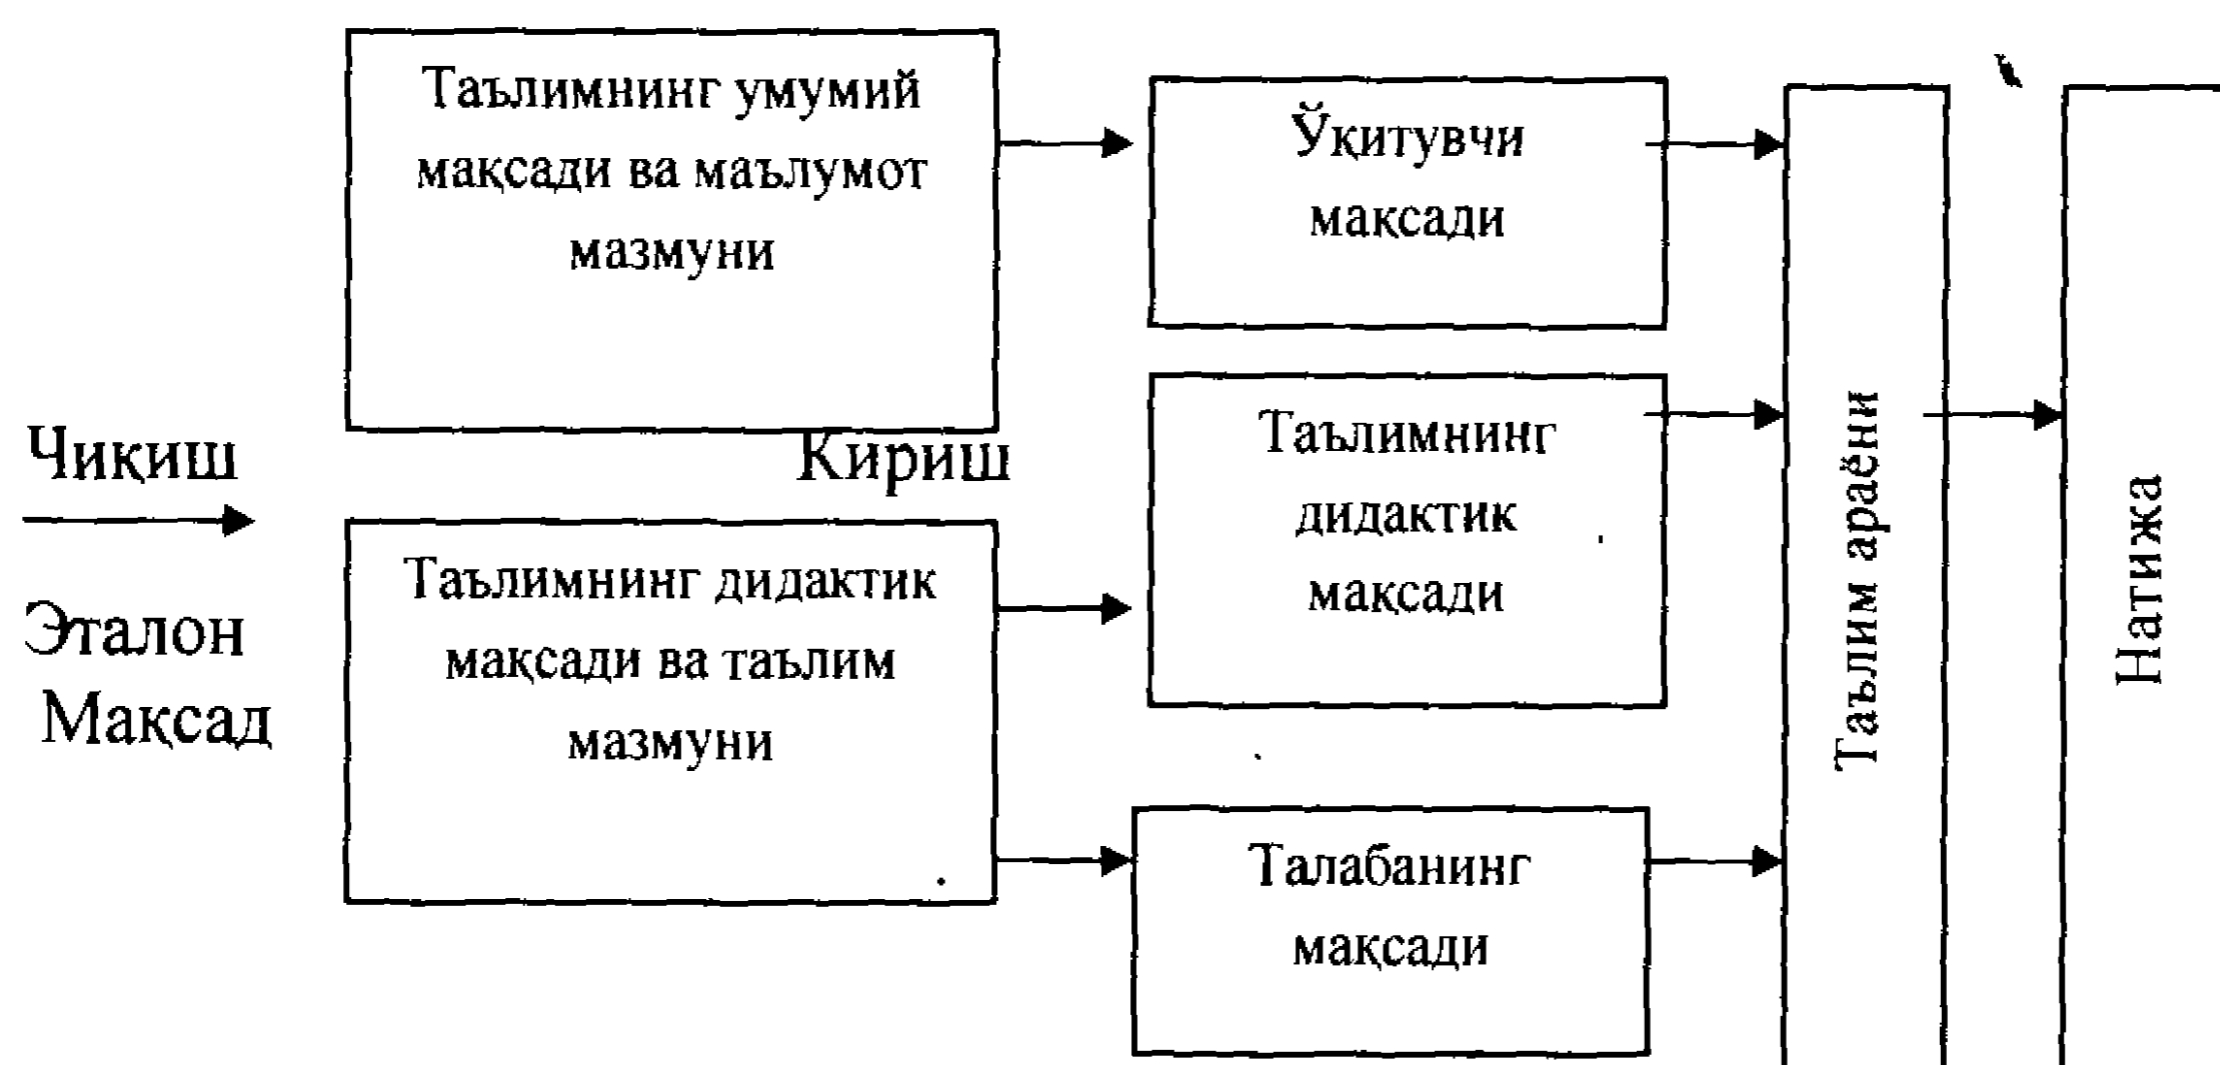 Чиқиш
Эталон
Мақсад
Таълимнинг умумий
мақсади ва маълумот
мазмуни
Кириш
Таълимнинг дидактик
мақсади ва таълим
мазмуни
Ўқитувчи
мақсади
Таълимнинг
дидактик
мақсади
Талабанинг
мақсади
Таълим араёни
Натижа